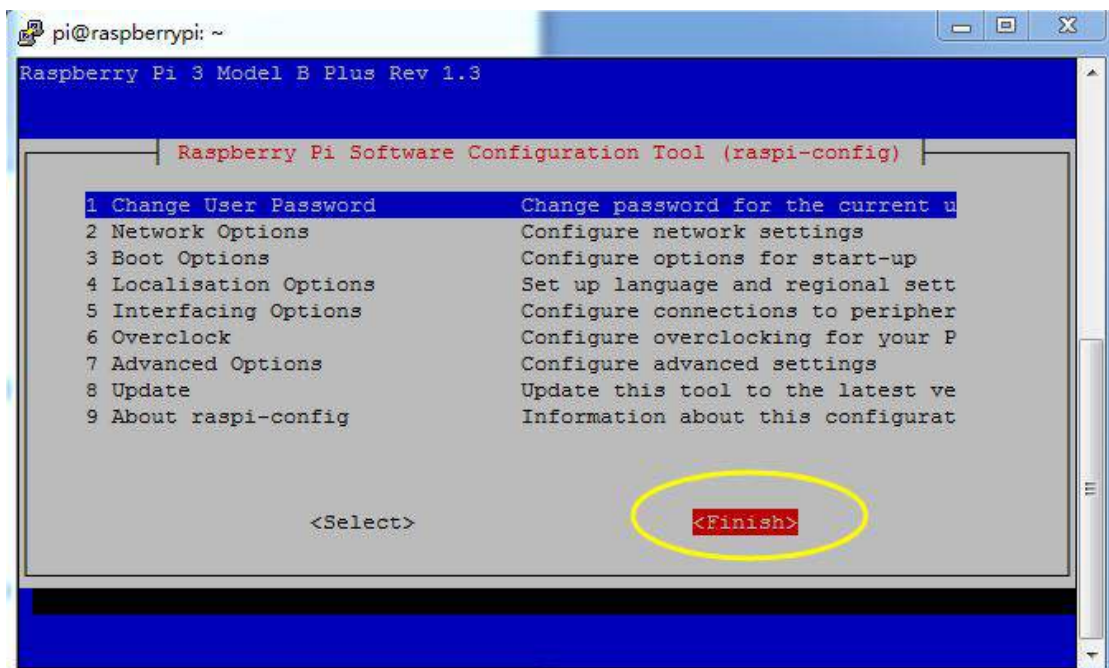 pi@raspberrypi: ~
Raspberry Pi 3 Model B Plus Rev 1.3
Raspberry Pi Software Configuration Tool (raspi-config)
1 Change User Password Change password for the current u
2 Network Options Configure network settings
3 Boot Options Configure options for start-up
4 Localisation Options Set up language and regional sett
5 Interfacing Options Configure connections to peripher
6 Overclock Configure overclocking for your P
7 Advanced Options Configure advanced settings
8 Update Update this tool to the latest ve
9 About raspi-config Information about this configurat
<Select> <Finish>